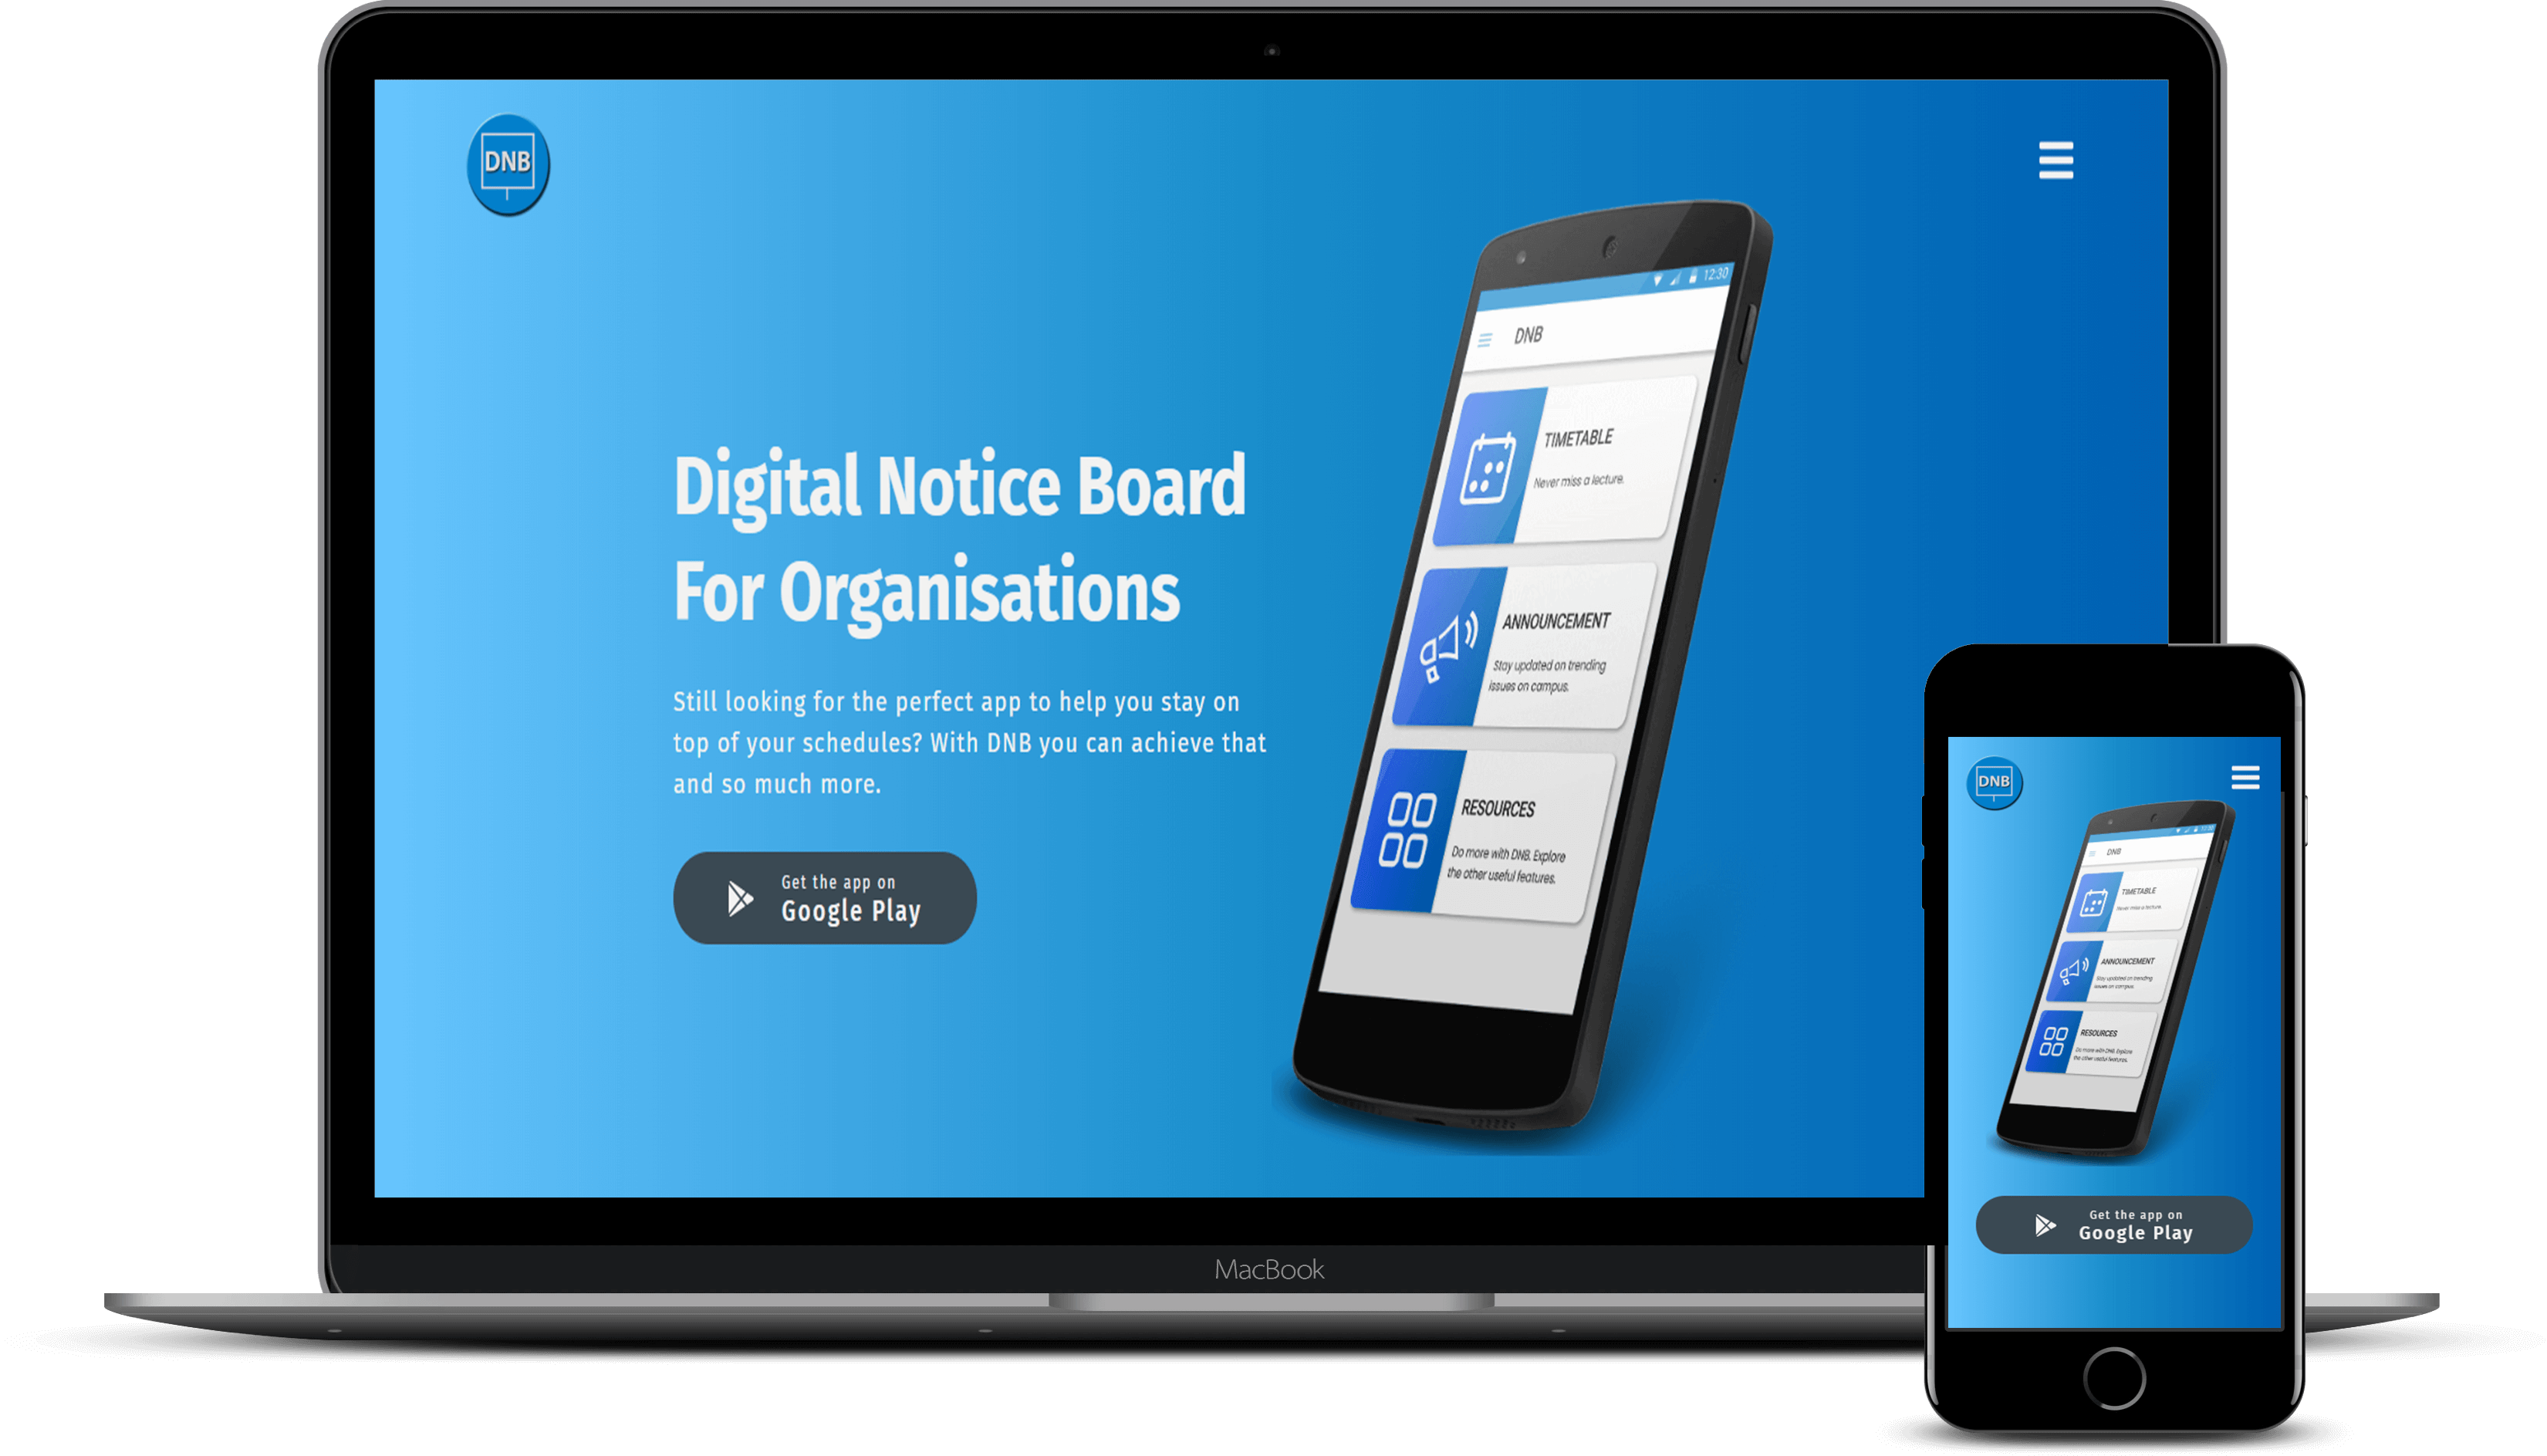 DNB
Digital Notice Board
For Organisations
Still looking for the perfect app to help you stay on
top of your schedules? With DNB you can achieve that
and so much more.
Get the app on
Google Play
12:30
DNB
TIMETABLE
Never miss a lecture.
ANNOUNCEMENT
Stay updated on trending
issues on campus.
RESOURCES
Do more with DNB. Explore
the other useful features.
MacBook
DNB
12:30
DNB
TIMETABLE
Never miss a lecture.
ANNOUNCEMENT
Stay updated on trending
issues on campus.
RESOURCES
Do more with DNB. Explore
the other useful features.
Get the app on
Google Play